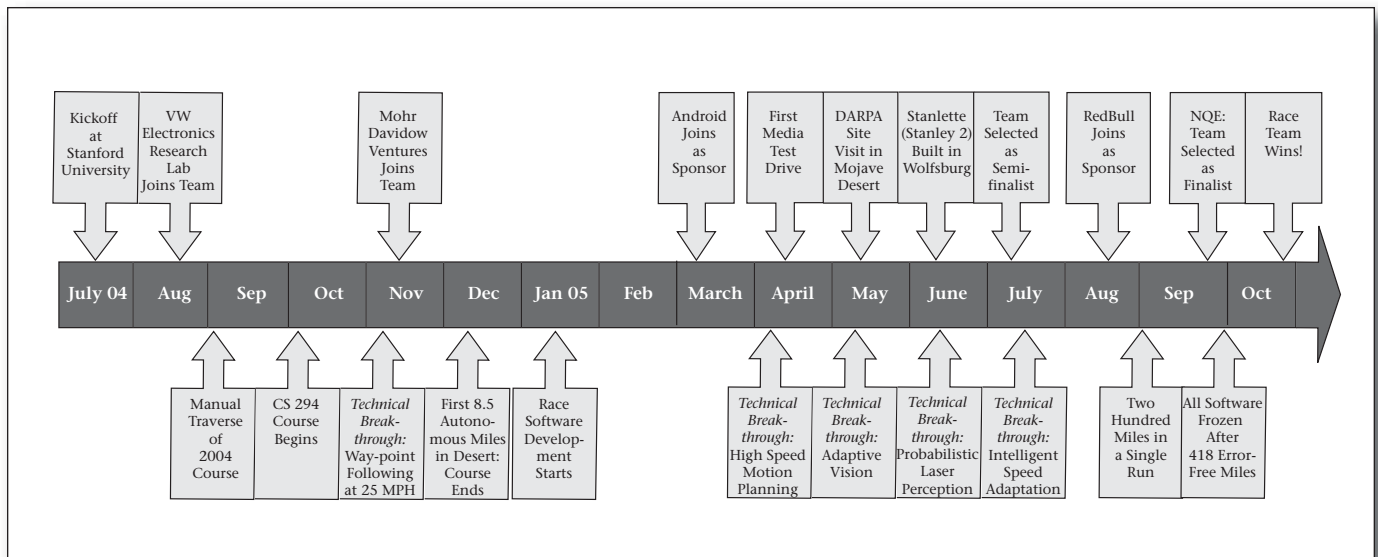 Kickoff
at
Stanford
University
VW
Electronics
Research
Lab
Joins Team
Mohr
Davidow
Ventures
Joins
Team
Android
Joins
as
Sponsor
First
Media
Test
Drive
DARPA
Site
Visit in
Mojave
Desert
Stanlette
(Stanley 2)
Built in
Wolfsburg
Team
Selected
as
Semi-
finalist
RedBull
Joins
as
Sponsor
NQE:
Team
Selected
as
Finalist
Race
Team
Wins!
July 04 Aug Sep Oct Nov Dec Jan 05 Feb March April May June July Aug Sep Oct
Manual
Traverse
of
2004
Course
CS 294
Course
Begins
Technical
Break-
through:
Way-point
Following
at 25 MPH
First 8.5
Autono-
mous Miles
in Desert:
Course
Ends
Race
Software
Develop-
ment
Starts
Technical
Break-
through:
High Speed
Motion
Planning
Technical
Break-
through:
Adaptive
Vision
Technical
Break-
through:
Probabilistic
Laser
Perception
Technical
Break-
through:
Intelligent
Speed
Adaptation
Two
Hundred
Miles in
a Single
Run
All Software
Frozen
After
418 Error-
Free Miles